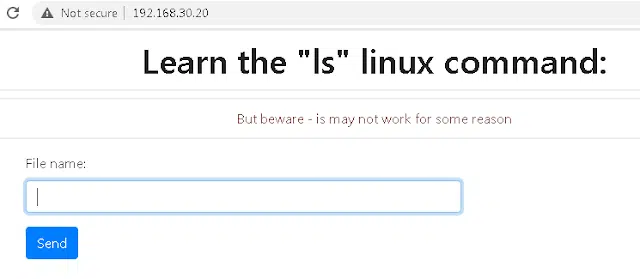 Not secure | 192.168.30.20
Learn the "ls" linux command:
But beware - is may not work for some reason
File name:
Send